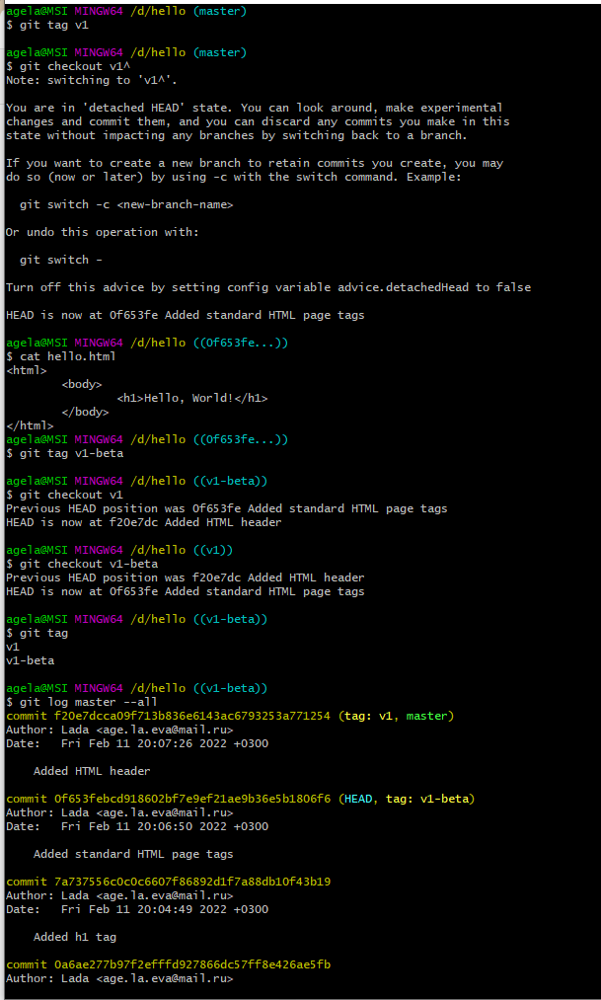 agela@MSI MINGW64 /d/hello (master)
$ git tag v1
agela@MSI MINGW64 /d/hello (master)
$ git checkout v1^
Note: switching to 'v1^'.
You are in 'detached HEAD' state. You can look around, make experimental
changes and commit them, and you can discard any commits you make in this
state without impacting any branches by switching back to a branch.
If you want to create a new branch to retain commits you create, you may
do so (now or later) by using -c with the switch command. Example:
git switch -c <new-branch-name>
Or undo this operation with:
git switch -
Turn off this advice by setting config variable advice.detachedHead to false
HEAD is now at 0f653fe Added standard HTML page tags
agela@MSI MINGW64 /d/hello ((0f653fe...))
$ cat hello.html
<html>
<body>
<h1>Hello, World!</h1>
</body>
</html>
agela@MSI MINGW64 /d/hello ((0f653fe...))
$ git tag v1-beta
agela@MSI MINGW64 /d/hello ((v1-beta))
$ git checkout v1
Previous HEAD position was 0f653fe Added standard HTML page tags
HEAD is now at f20e7dc Added HTML header
agela@MSI MINGW64 /d/hello ((v1))
$ git checkout v1-beta
Previous HEAD position was f20e7dc Added HTML header
HEAD is now at 0f653fe Added standard HTML page tags
agela@MSI MINGW64 /d/hello ((v1-beta))
$ git tag
v1
v1-beta
agela@MSI MINGW64 /d/hello ((v1-beta))
$ git log master --all
commit f20e7dcca09f713b836e6143ac6793253a771254 (tag: v1, master)
Author: Lada <age.la.eva@mail.ru>
Date:   Fri Feb 11 20:07:26 2022 +0300
Added HTML header
commit 0f653febcd918602bf7e9ef21ae9b36e5b1806f6 (HEAD, tag: v1-beta)
Author: Lada <age.la.eva@mail.ru>
Date:   Fri Feb 11 20:06:50 2022 +0300
Added standard HTML page tags
commit 7a737556c0c0c6607f86892d1f7a88db10f43b19
Author: Lada <age.la.eva@mail.ru>
Date:   Fri Feb 11 20:04:49 2022 +0300
Added h1 tag
commit 0a6ae277b97f2efffd927866dc57ff8e426ae5fb
Author: Lada <age.la.eva@mail.ru>